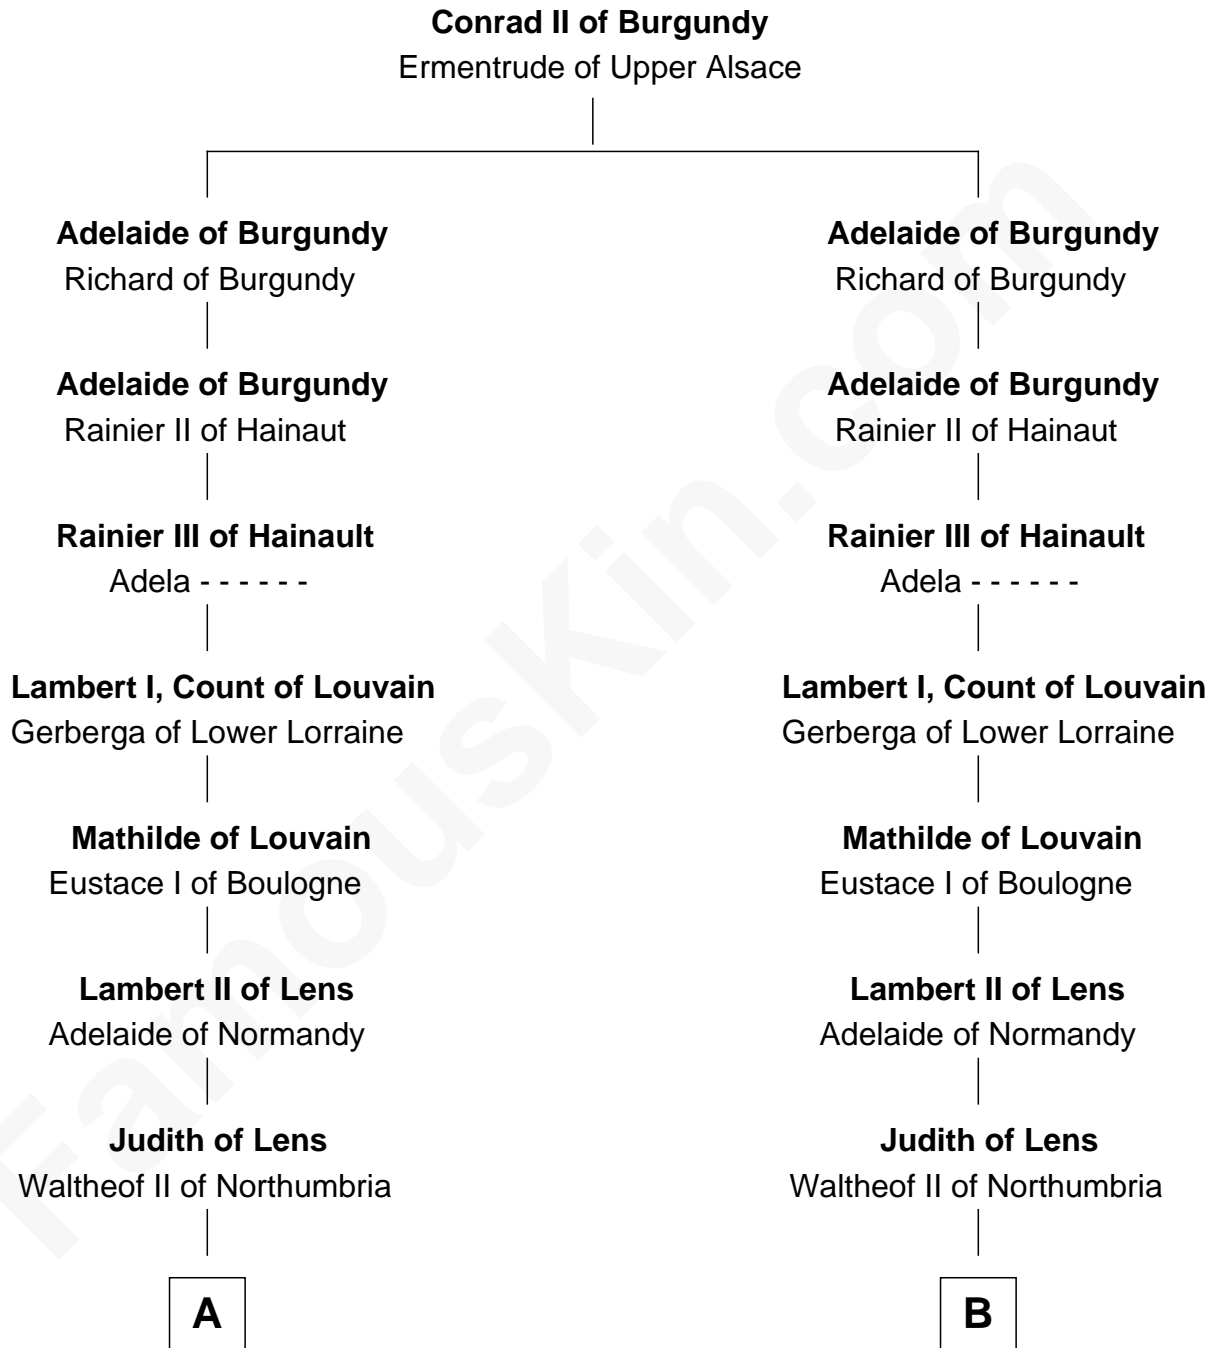 Conrad II of Burgundy
Ermentrude of Upper Alsace
Adelaide of Burgundy
Richard of Burgundy
Adelaide of Burgundy
Rainier II of Hainaut
Rainier III of Hainault
Adela - - - - - -
Lambert I, Count of Louvain
Gerberga of Lower Lorraine
Mathilde of Louvain
Eustace I of Boulogne
Lambert II of Lens
Adelaide of Normandy
Judith of Lens
Waltheof II of Northumbria
A
Adelaide of Burgundy
Richard of Burgundy
Adelaide of Burgundy
Rainier II of Hainaut
Rainier III of Hainault
Adela - - - - - -
Lambert I, Count of Louvain
Gerberga of Lower Lorraine
Mathilde of Louvain
Eustace I of Boulogne
Lambert II of Lens
Adelaide of Normandy
Judith of Lens
Waltheof II of Northumbria
B
FamousKin.com